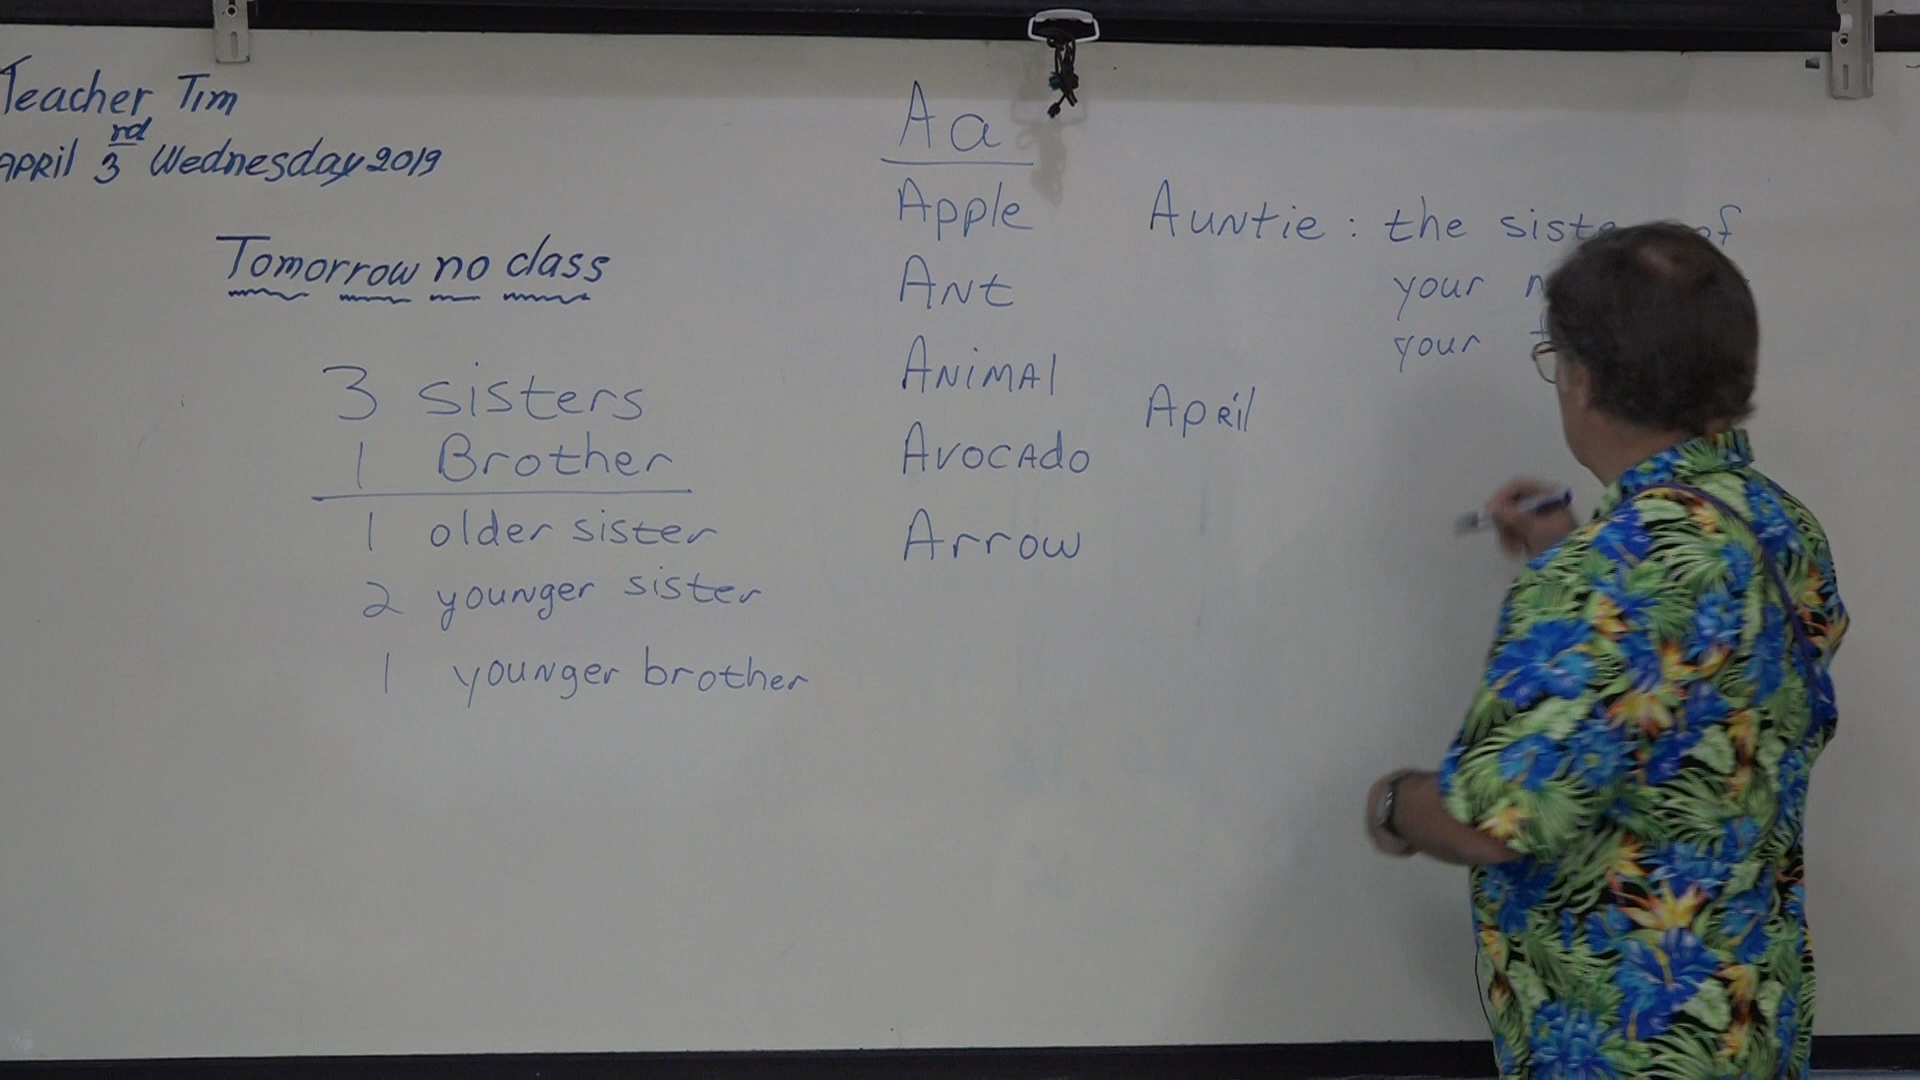 Teacher Tim
APRil 3rd Wednesday 2019
Tomorrow no class
3 sisters
1 Brother
1 older sister
2 younger sister
1 younger brother
Aa
Apple
Ant
Animal
Avocado
Arrow
Auntie : the of
your
your
April